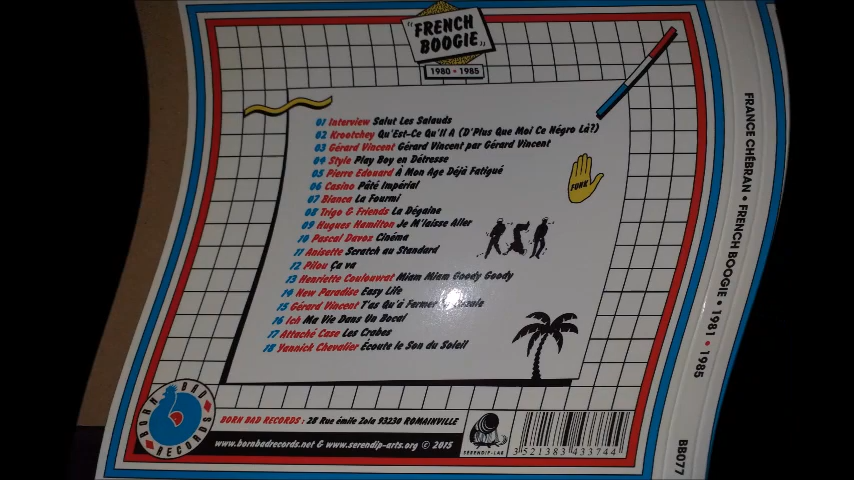 "FRENCH
BOOGIE"
1980 • 1985
01 Interview Salut Les Salauds
02 Krootchey Qu'Est-Ce Qu'Il A (D'Plus Que Moi Ce Négro Là?)
03 Gérard Vincent Gérard Vincent par Gérard Vincent
04 Style Play Boy en Détresse
05 Pierre Edouard À Mon Age Déjà Fatigué
06 Casino Pâté Impérial
07 Bianca La Fourmi
08 Trigo & Friends La Dégaine
09 Hugues Hamilton Je M'laisse Aller
10 Pascal Davoz Cinéma
11 Anisette Scratch au Standard
12 Pilou Ça va
13 Henriette Coulouvrat Miam Miam Goody Goody
14 New Paradise Easy Life
15 Gérard Vincent T'as Qu'à Fermer
16 Ich Ma Vie Dans Un Bocal
17 Attaché Case Les Crabes
18 Yannick Chevalier Écoute le Son du Soleil
FUNK
BORN BAD RECORDS
BORN BAD RECORDS : 28 Rue émile Zola 93230 ROMAINVILLE
www.bornbadrecords.net & www.serendip-arts.org © 2015
SERENDIP-LAB
3 521383 433744
FRANCE CHÉBRAN • FRENCH BOOGIE • 1981 • 1985
BB077